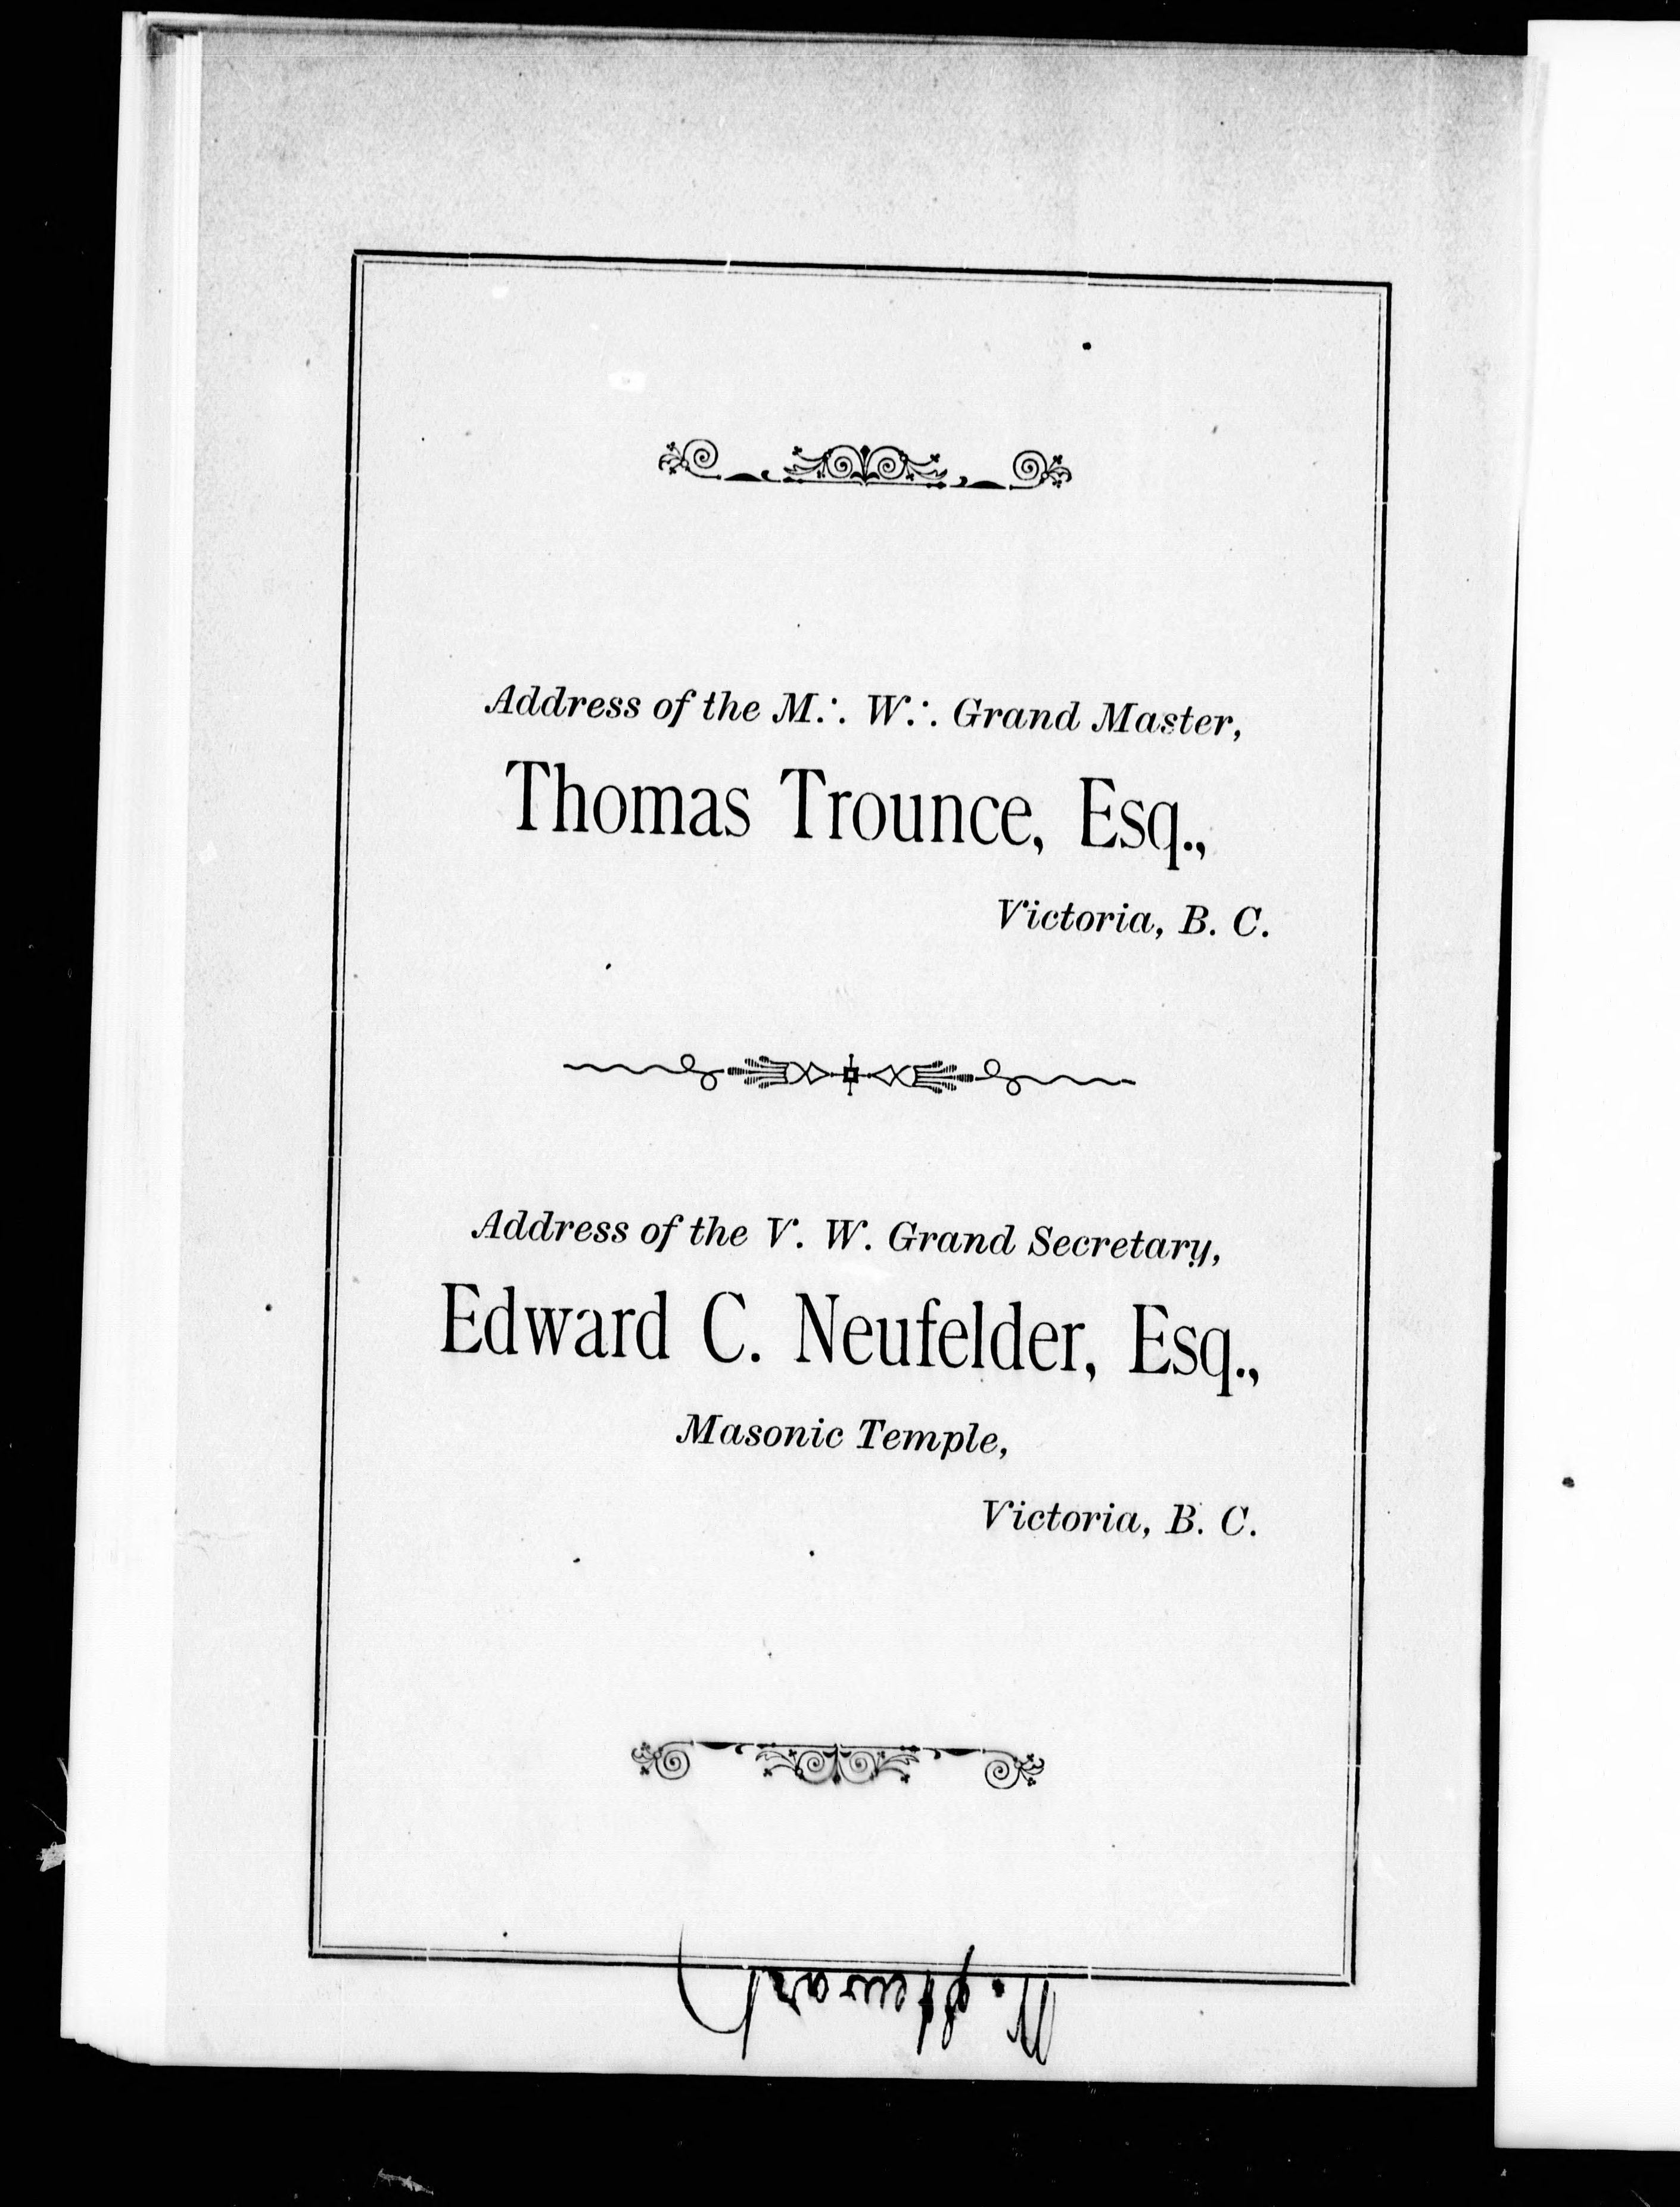 Address of the M∴ W∴ Grand Master,
Thomas Trounce, Esq.,
Victoria, B. C.
Address of the V. W. Grand Secretary,
Edward C. Neufelder, Esq.,
Masonic Temple,
Victoria, B. C.